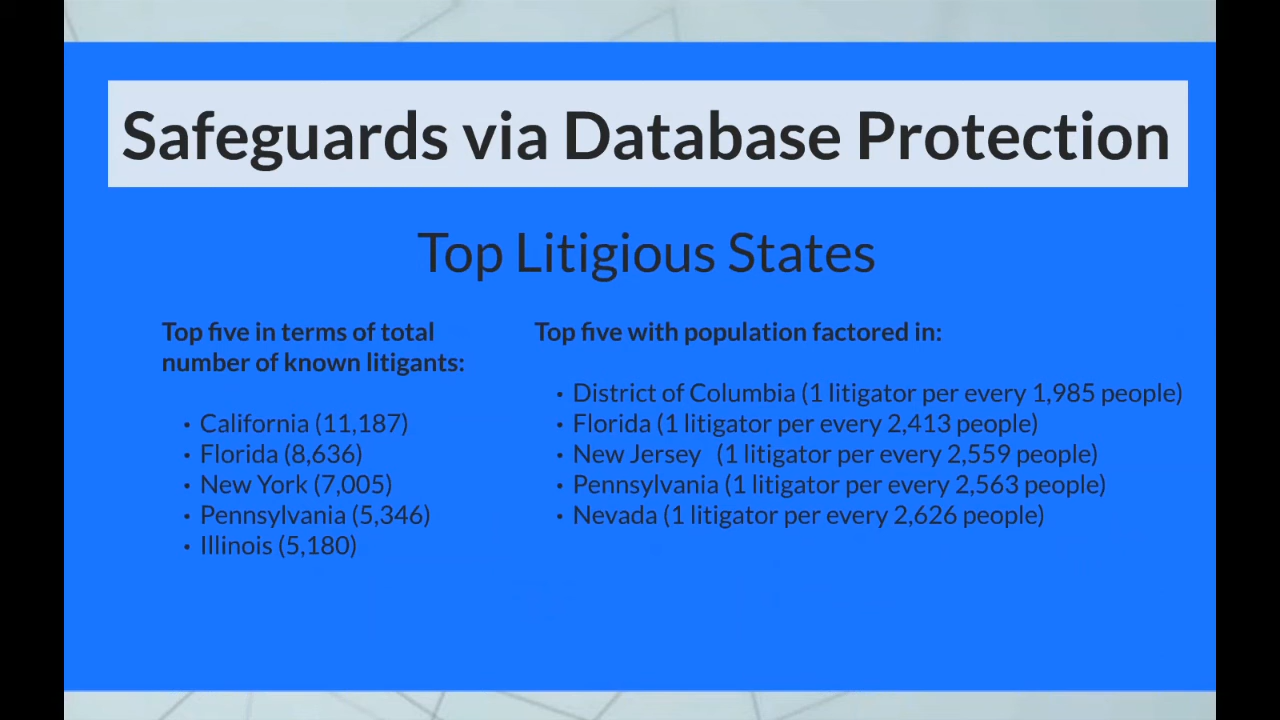 Safeguards via Database Protection
Top Litigious States
Top five in terms of total
number of known litigants:
• California (11,187)
• Florida (8,636)
• New York (7,005)
• Pennsylvania (5,346)
• Illinois (5,180)
Top five with population factored in:
• District of Columbia (1 litigator per every 1,985 people)
• Florida (1 litigator per every 2,413 people)
• New Jersey (1 litigator per every 2,559 people)
• Pennsylvania (1 litigator per every 2,563 people)
• Nevada (1 litigator per every 2,626 people)